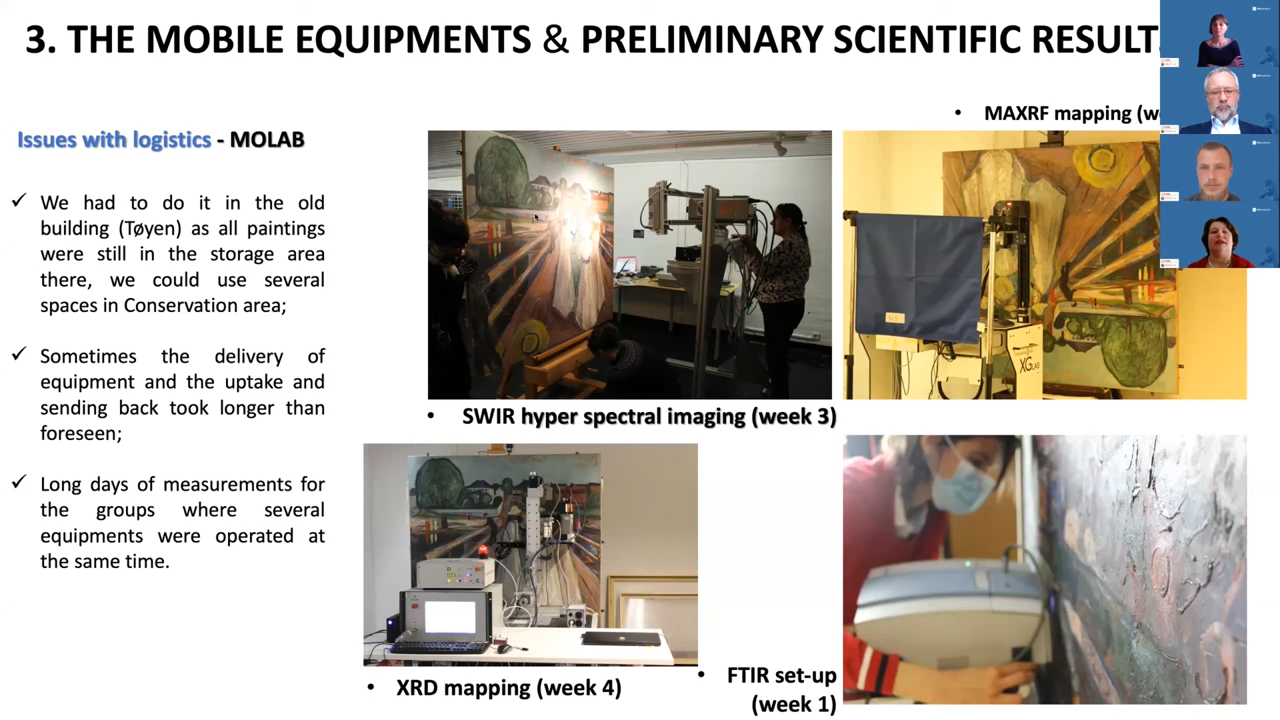 3. THE MOBILE EQUIPMENTS & PRELIMINARY SCIENTIFIC RESULT
Issues with logistics - MOLAB
✓ We had to do it in the old
building (Tøyen) as all paintings
were still in the storage area
there, we could use several
spaces in Conservation area;
✓ Sometimes the delivery of
equipment and the uptake and
sending back took longer than
foreseen;
✓ Long days of measurements for
the groups where several
equipments were operated at
the same time.
• MAXRF mapping (w
• SWIR hyper spectral imaging (week 3)
XGLAB
• XRD mapping (week 4)
• FTIR set-up
(week 1)